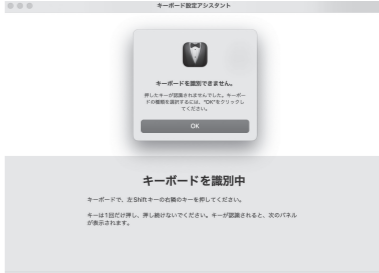 キーボード設定アシスタント
キーボードを識別できません。
押したキーが認識されませんでした。キーボー
ドの種類を選択するには、"OK"をクリックし
てください。
OK
キーボードを識別中
キーボードで、左Shiftキーの右隣のキーを押してください。
キーは1回だけ押し、押し続けないでください。キーが認識されると、次のパネル
が表示されます。